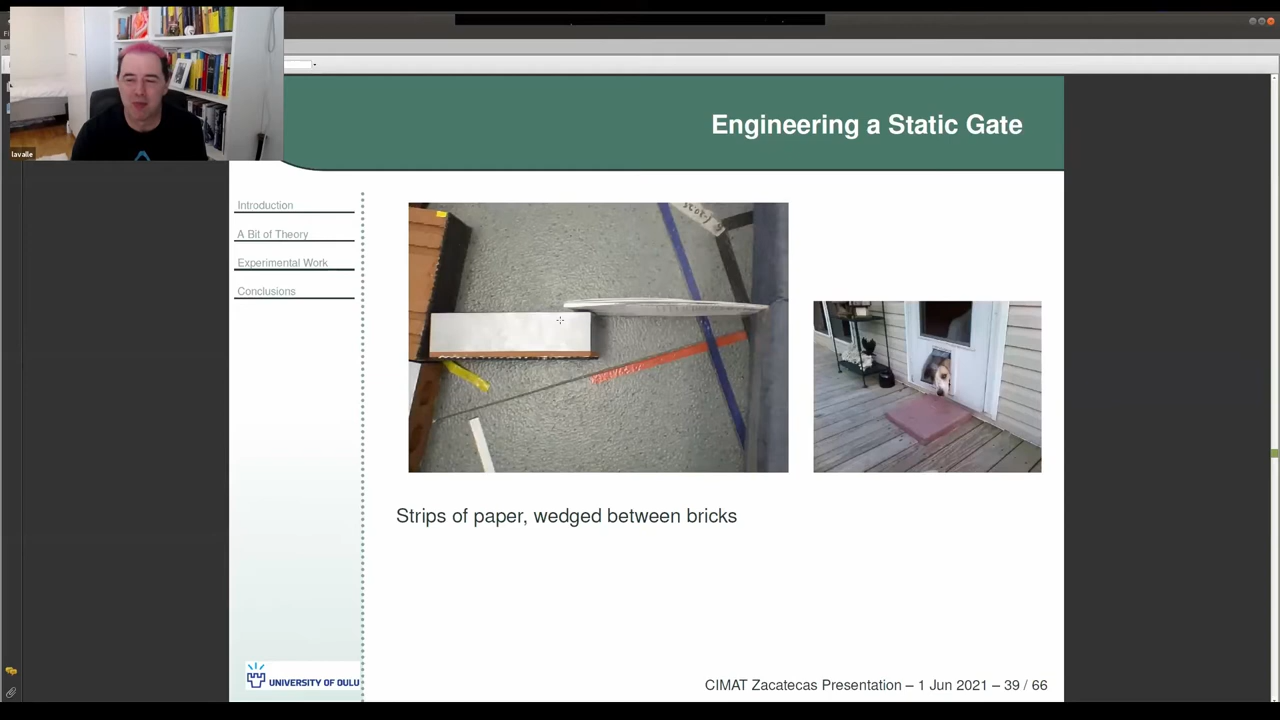 lavalle
Engineering a Static Gate
Introduction
A Bit of Theory
Experimental Work
Conclusions
Strips of paper, wedged between bricks
UNIVERSITY OF OULU
CIMAT Zacatecas Presentation – 1 Jun 2021 – 39 / 66